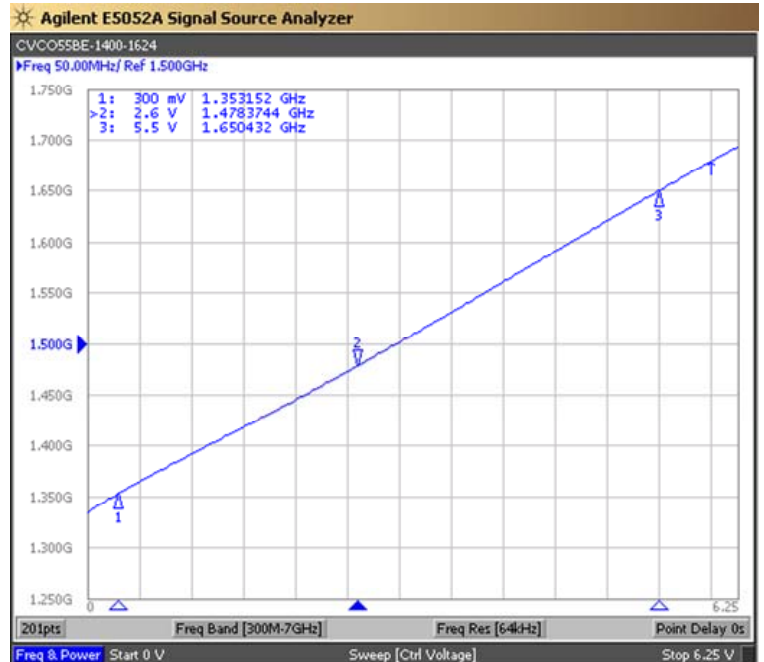 Agilent E5052A Signal Source Analyzer
CVCO55BE-1400-1624
Freq 50.00MHz/ Ref 1.500GHz
1.750G
1: 300 mV 1.353152 GHz
>2: 2.6 V 1.4783744 GHz
3: 5.5 V 1.650432 GHz
1.700G
1.650G
3
1.600G
1.550G
1.500G
2
1.450G
1.400G
1.350G
1
1.300G
1.250G
0
6.25
201pts
Freq Band [300M-7GHz]
Freq Res [64kHz]
Point Delay 0s
Freq & Power
Start 0 V
Sweep [Ctrl Voltage]
Stop 6.25 V